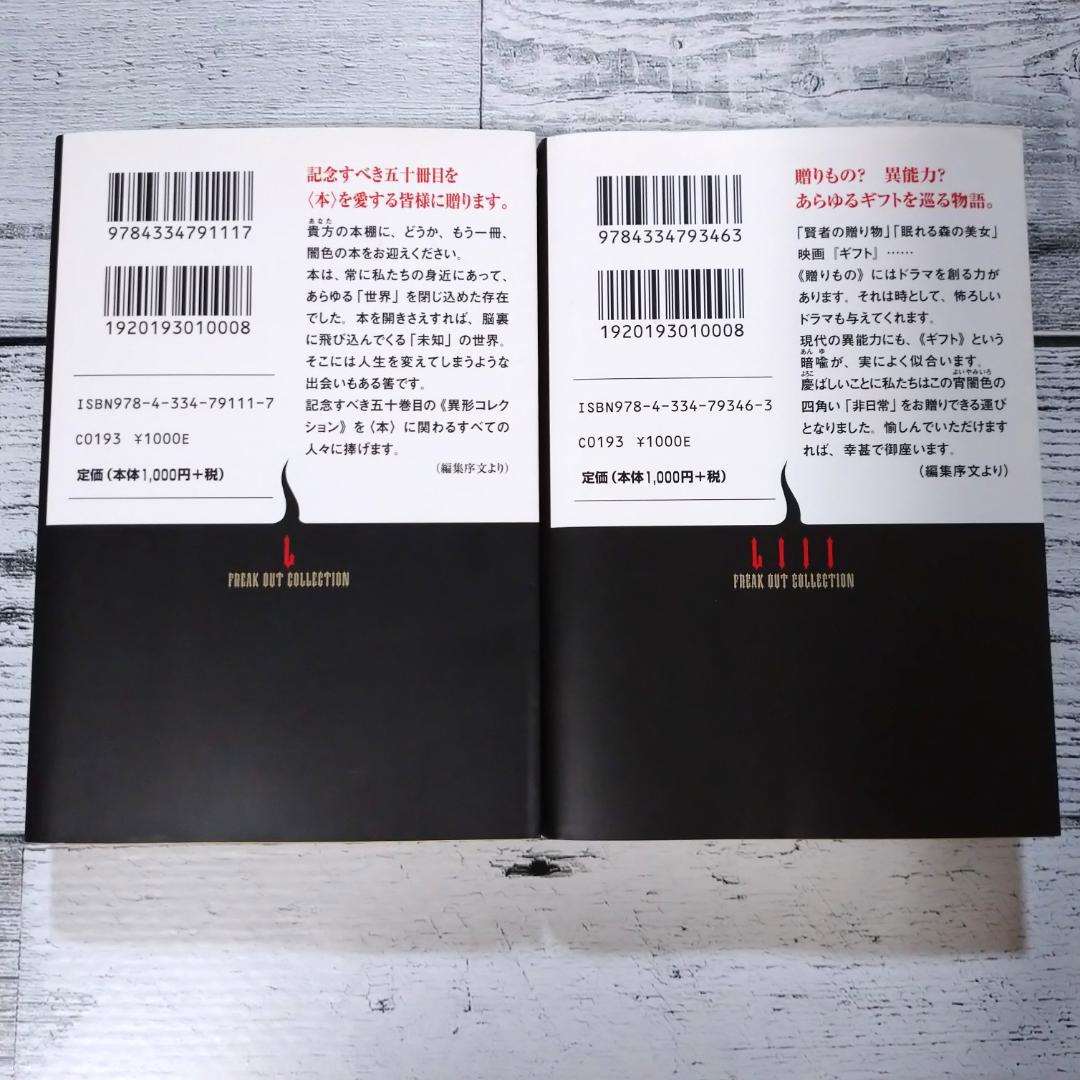 9784334791117
1920193010008
ISBN978-4-334-79111-7
C0193 ¥1000E
定価(本体1,000円+税)
記念すべき五十冊目を
〈本〉を愛する皆様に贈ります。
あなた
貴方の本棚に、どうか、もう一冊、
闇色の本をお迎えください。
本は、常に私たちの身近にあって、
あらゆる「世界」を閉じ込めた存在
でした。本を開きさえすれば、脳裏
に飛び込んでくる「未知」の世界。
そこには人生を変えてしまうような
出会いもある筈です。
記念すべき五十巻目の《異形コレク
ション》を〈本〉に関わるすべての
人々に捧げます。
(編集序文より)
L
FREAK OUT COLLECTION
9784334793463
1920193010008
ISBN978-4-334-79346-3
C0193 ¥1000E
定価(本体1,000円+税)
贈りもの? 異能力?
あらゆるギフトを巡る物語。
「賢者の贈り物」「眠れる森の美女」
映画『ギフト』……
《贈りもの》にはドラマを創る力が
あります。それは時として、怖ろしい
ドラマも与えてくれます。
現代の異能力にも、《ギフト》という
あんゆ
暗喩が、実によく似合います。
よろこ よいやみいろ
慶ばしいことに私たちはこの宵闇色の
四角い「非日常」をお贈りできる運び
となりました。愉しんでいただけます
れば、幸甚で御座います。
(編集序文より)
LIII
FREAK OUT COLLECTION